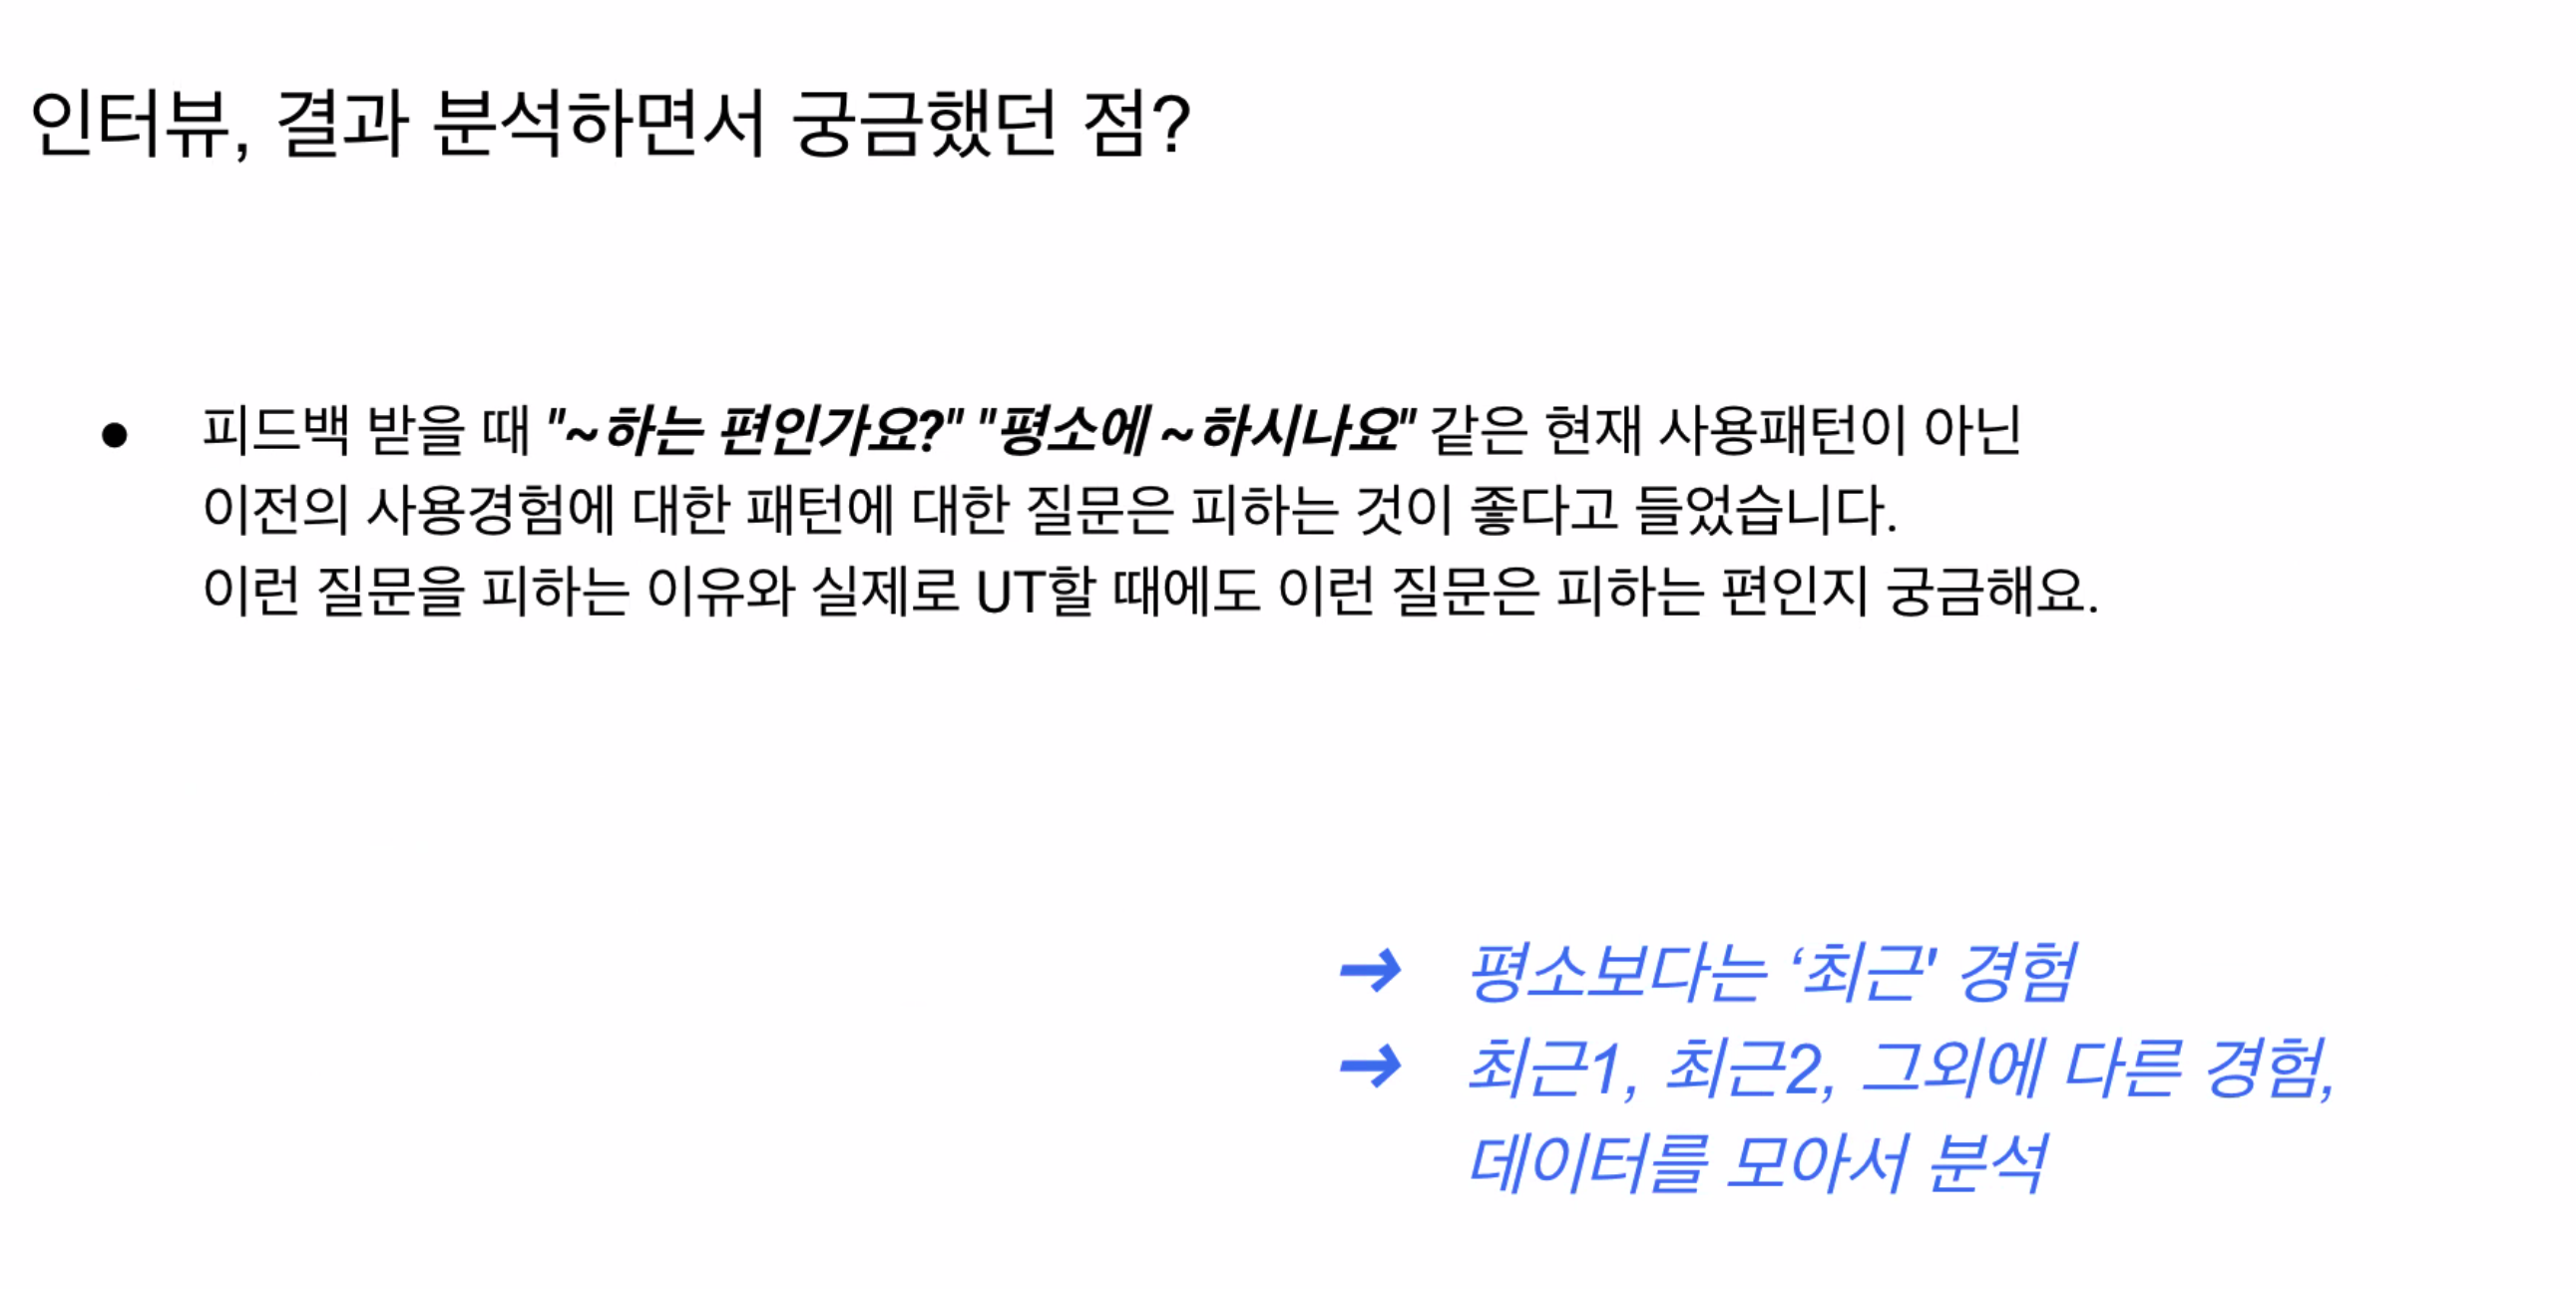 인터뷰, 결과 분석하면서 궁금했던 점?
● 피드백 받을 때 "~하는 편인가요?" "평소에 ~하시나요" 같은 현재 사용패턴이 아닌
이전의 사용경험에 대한 패턴에 대한 질문은 피하는 것이 좋다고 들었습니다.
이런 질문을 피하는 이유와 실제로 UT할 때에도 이런 질문은 피하는 편인지 궁금해요.
➔ 평소보다는 ‘최근' 경험
➔ 최근1, 최근2, 그외에 다른 경험,
데이터를 모아서 분석